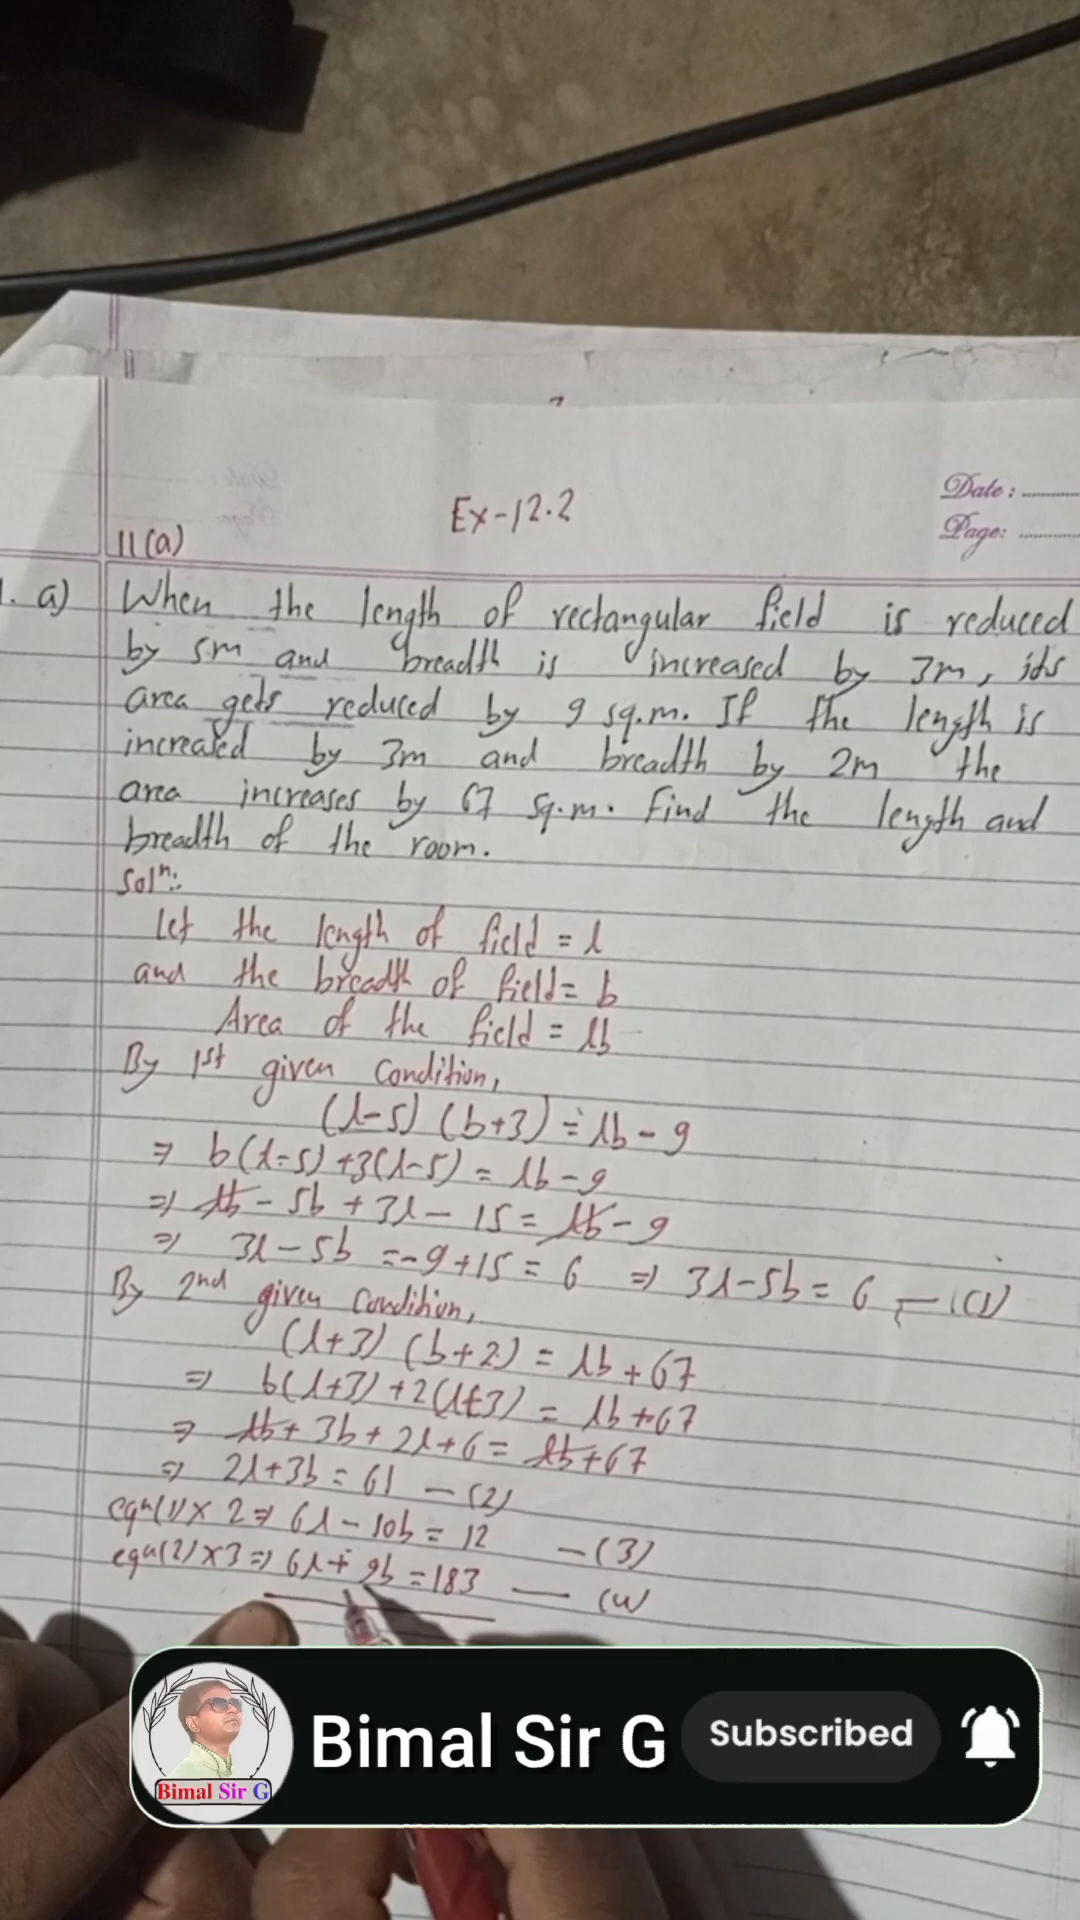 Date:
Page:
Ex-12.2
11(a)
1. a) When the length of rectangular field is reduced
by 5m and breadth is increased by 3m, its
area gets reduced by 9 sq.m. If the length is
increased by 3m and breadth by 2m the
area increases by 67 sq.m. Find the length and
breadth of the room.
Solⁿ:
Let the length of field = l
and the breadth of field = b
Area of the field = lb
By 1st given Condition,
(l-5) (b+3) = lb - 9
⇒ b(l-5) +3(l-5) = lb - 9
⇒ lb - 5b + 3l - 15 = lb - 9
⇒ 3l - 5b = -9+15 = 6 ⇒ 3l-5b = 6 — (1)
By 2nd given Condition,
(l+3) (b+2) = lb + 67
⇒ b(l+3) +2(l+3) = lb +67
⇒ lb + 3b + 2l + 6 = lb + 67
⇒ 2l + 3b = 61 — (2)
eqn(1) × 2 ⇒ 6l - 10b = 12 — (3)
eqn(2) × 3 ⇒ 6l + 9b = 183 — (4)
Bimal Sir G
Bimal Sir G
Subscribed